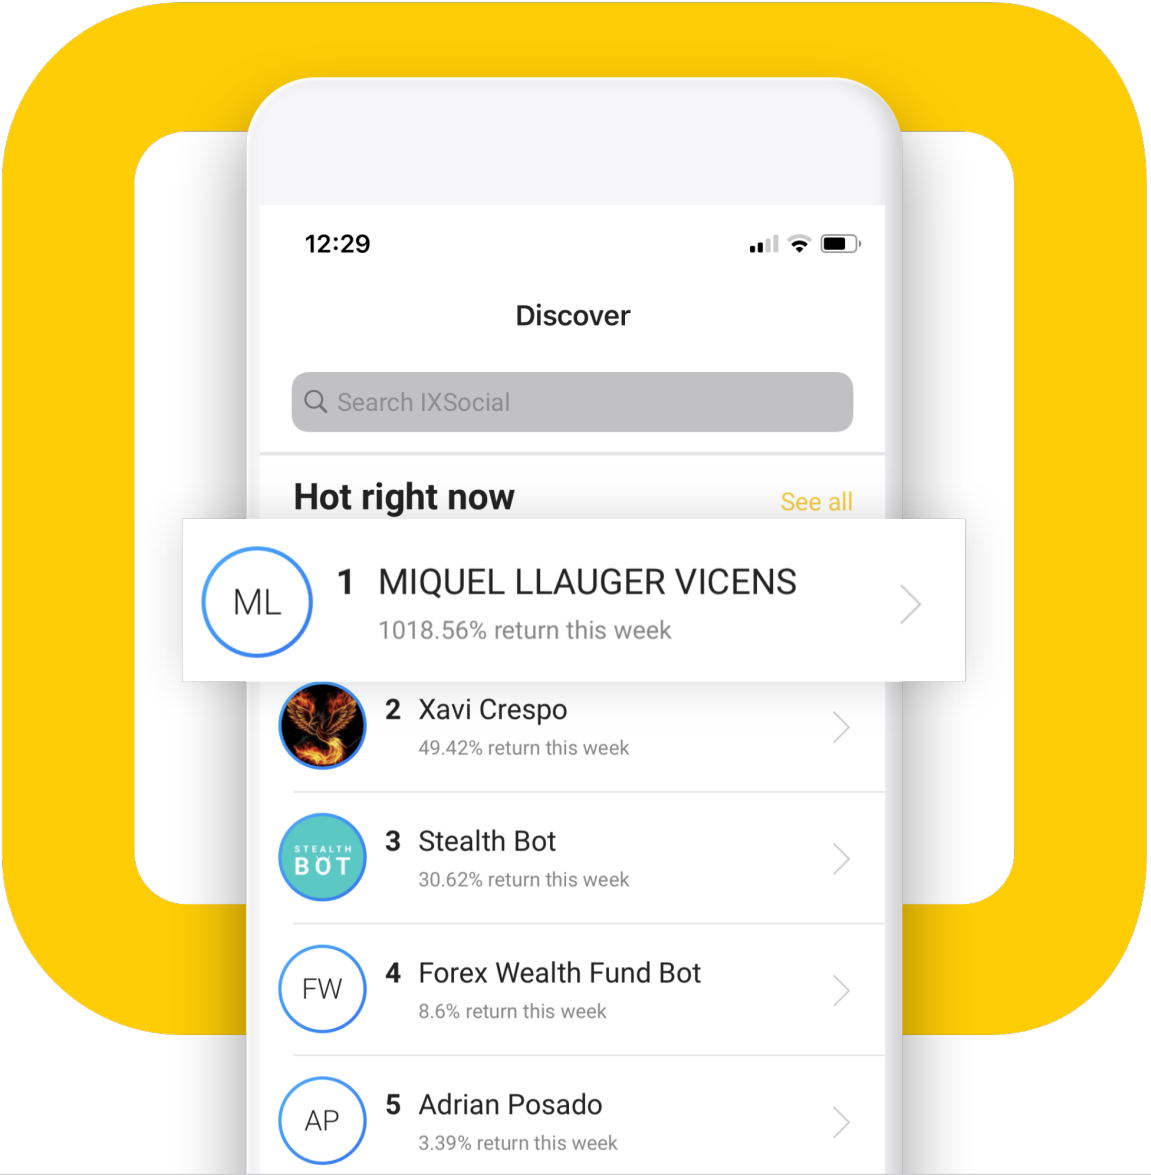 12:29
Discover
Search IXSocial
Hot right now See all
ML
1 MIQUEL LLAUGER VICENS
1018.56% return this week
2 Xavi Crespo
49.42% return this week
STEALTH
BOT
3 Stealth Bot
30.62% return this week
FW
4 Forex Wealth Fund Bot
8.6% return this week
AP
5 Adrian Posado
3.39% return this week